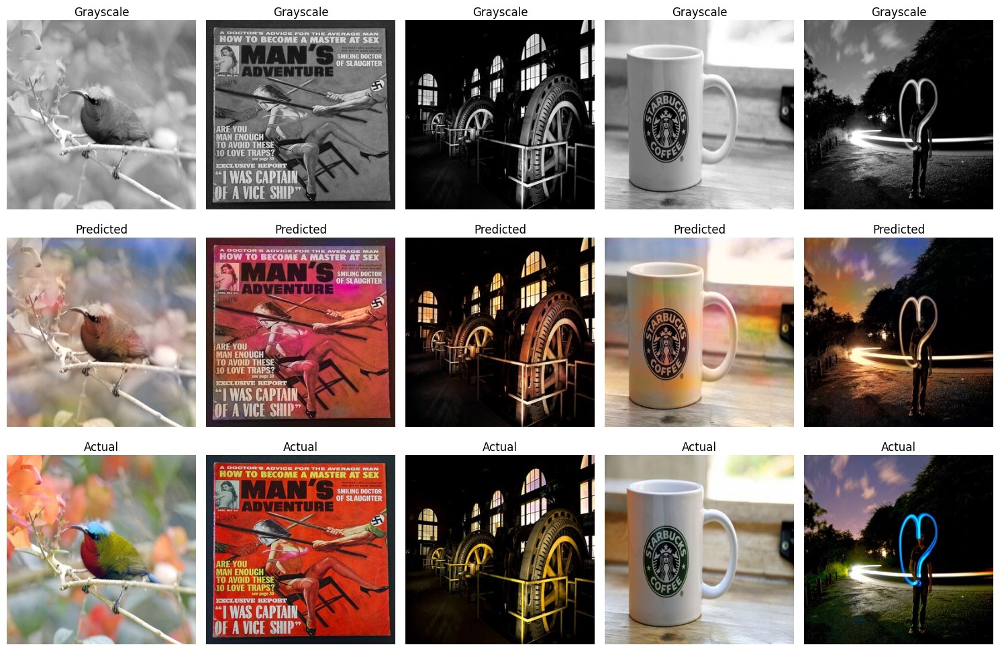 Grayscale
Grayscale
Grayscale
Grayscale
Grayscale
A DOCTOR'S ADVICE FOR THE AVERAGE MAN
HOW TO BECOME A MASTER AT SEX
MAN'S
ADVENTURE
SMILING DOCTOR
OF SLAUGHTER
ARE YOU
MAN ENOUGH
TO AVOID THESE
10 LOVE TRAPS?
see page 30
EXCLUSIVE REPORT
"I WAS CAPTAIN
OF A VICE SHIP"
STARBUCKS
COFFEE
®
Predicted
Predicted
Predicted
Predicted
Predicted
A DOCTOR'S ADVICE FOR THE AVERAGE MAN
HOW TO BECOME A MASTER AT SEX
MAN'S
ADVENTURE
SMILING DOCTOR
OF SLAUGHTER
ARE YOU
MAN ENOUGH
TO AVOID THESE
10 LOVE TRAPS?
see page 30
EXCLUSIVE REPORT
"I WAS CAPTAIN
OF A VICE SHIP"
STARBUCKS
COFFEE
®
Actual
Actual
Actual
Actual
Actual
A DOCTOR'S ADVICE FOR THE AVERAGE MAN
HOW TO BECOME A MASTER AT SEX
MAN'S
ADVENTURE
SMILING DOCTOR
OF SLAUGHTER
ARE YOU
MAN ENOUGH
TO AVOID THESE
10 LOVE TRAPS?
see page 30
EXCLUSIVE REPORT
"I WAS CAPTAIN
OF A VICE SHIP"
STARBUCKS
COFFEE
®